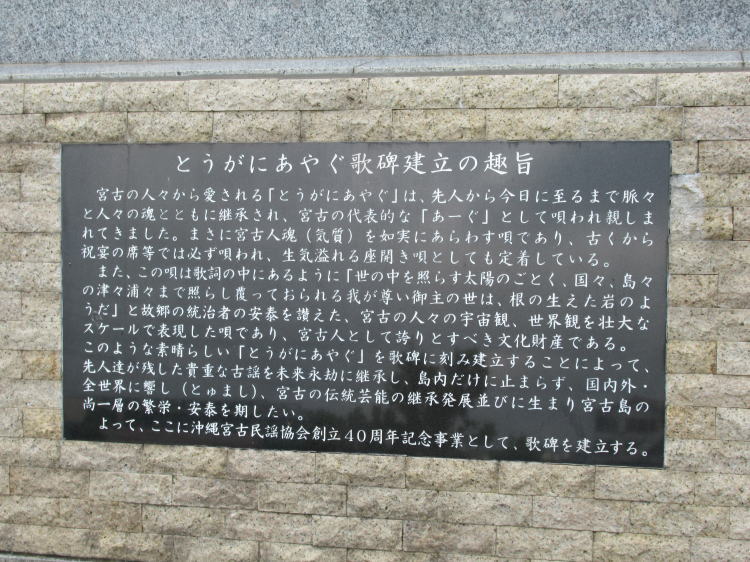 とうがにあやぐ歌碑建立の趣旨
宮古の人々から愛される「とうがにあやぐ」は、先人から今日に至るまで脈々
と人々の魂とともに継承され、宮古の代表的な「あーぐ」として唄われ親しま
れてきました。まさに宮古人魂（気質）を如実にあらわす唄であり、古くから
祝宴の席等では必ず唄われ、生気溢れる座開き唄としても定着している。
また、この唄は歌詞の中にあるように「世の中を照らす太陽のごとく、国々、島々
の津々浦々まで照らし覆っておられる我が尊い御主の世は、根の生えた岩のよ
うだ」と故郷の統治者の安泰を讃えた、宮古の人々の宇宙観、世界観を壮大な
スケールで表現した唄であり、宮古人として誇りとすべき文化財産である。
このような素晴らしい「とうがにあやぐ」を歌碑に刻み建立することによって、
先人達が残した貴重な古謡を未来永劫に継承し、島内だけに止まらず、国内外・
全世界に響し（とゆまし）、宮古の伝統芸能の継承発展並びに生まり宮古島の
尚一層の繁栄・安泰を期したい。
よって、ここに沖縄宮古民謡協会創立40周年記念事業として、歌碑を建立する。